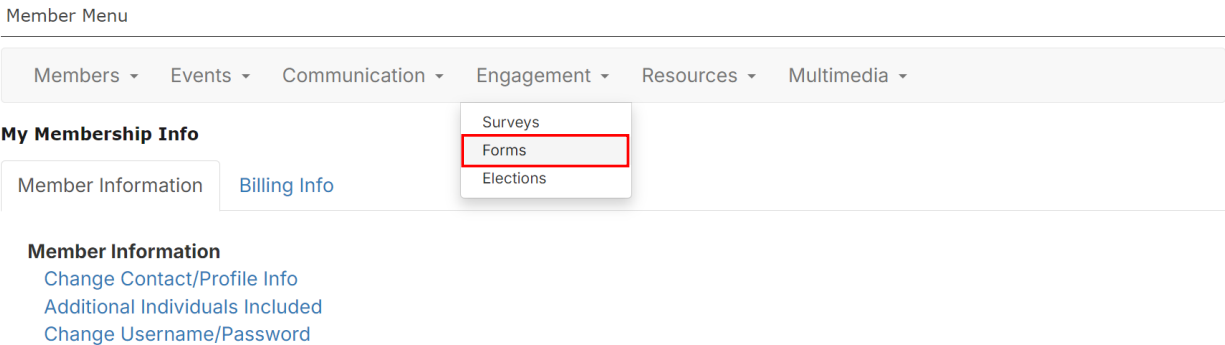 Member Menu
Members Events Communication Engagement Resources Multimedia
Surveys
Forms
Elections
My Membership Info
Member Information Billing Info
Member Information
Change Contact/Profile Info
Additional Individuals Included
Change Username/Password